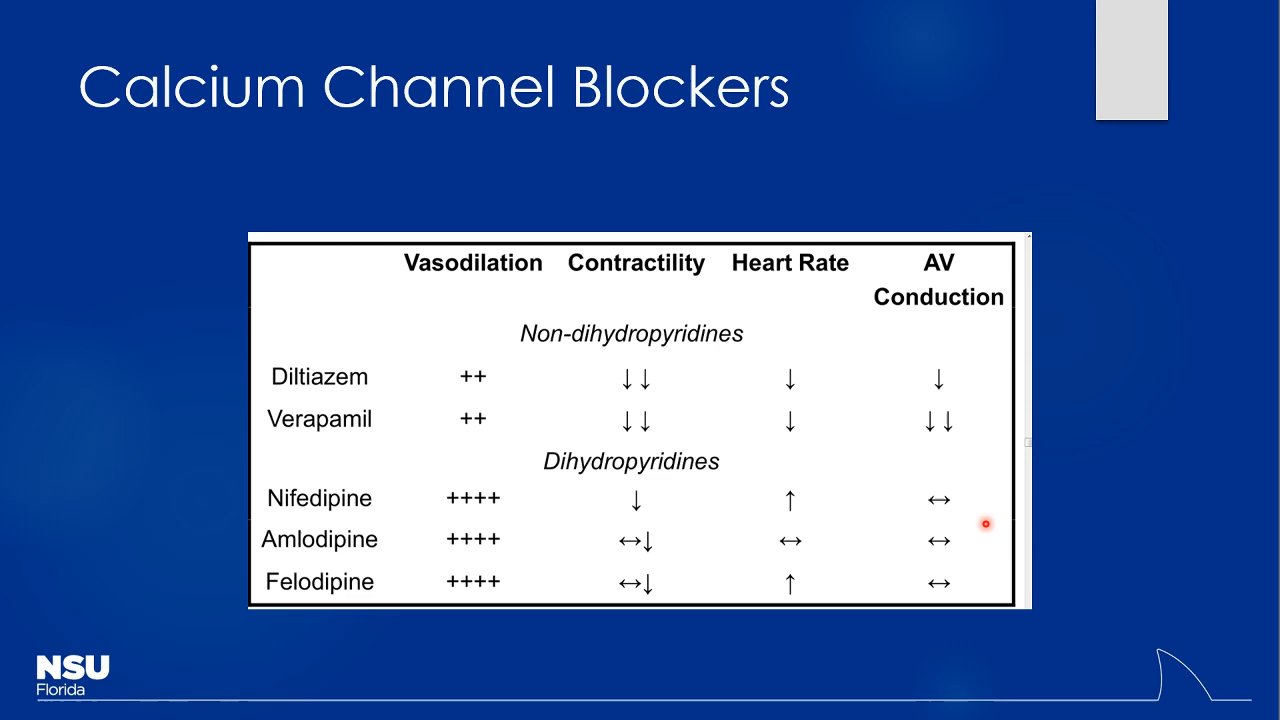 Calcium Channel Blockers
Vasodilation Contractility Heart Rate AV Conduction
Non-dihydropyridines
Diltiazem ++ ↓↓ ↓ ↓
Verapamil ++ ↓↓ ↓ ↓↓
Dihydropyridines
Nifedipine ++++ ↓ ↑ ↔
Amlodipine ++++ ↔↓ ↔ ↔
Felodipine ++++ ↔↓ ↑ ↔
NSU
Florida